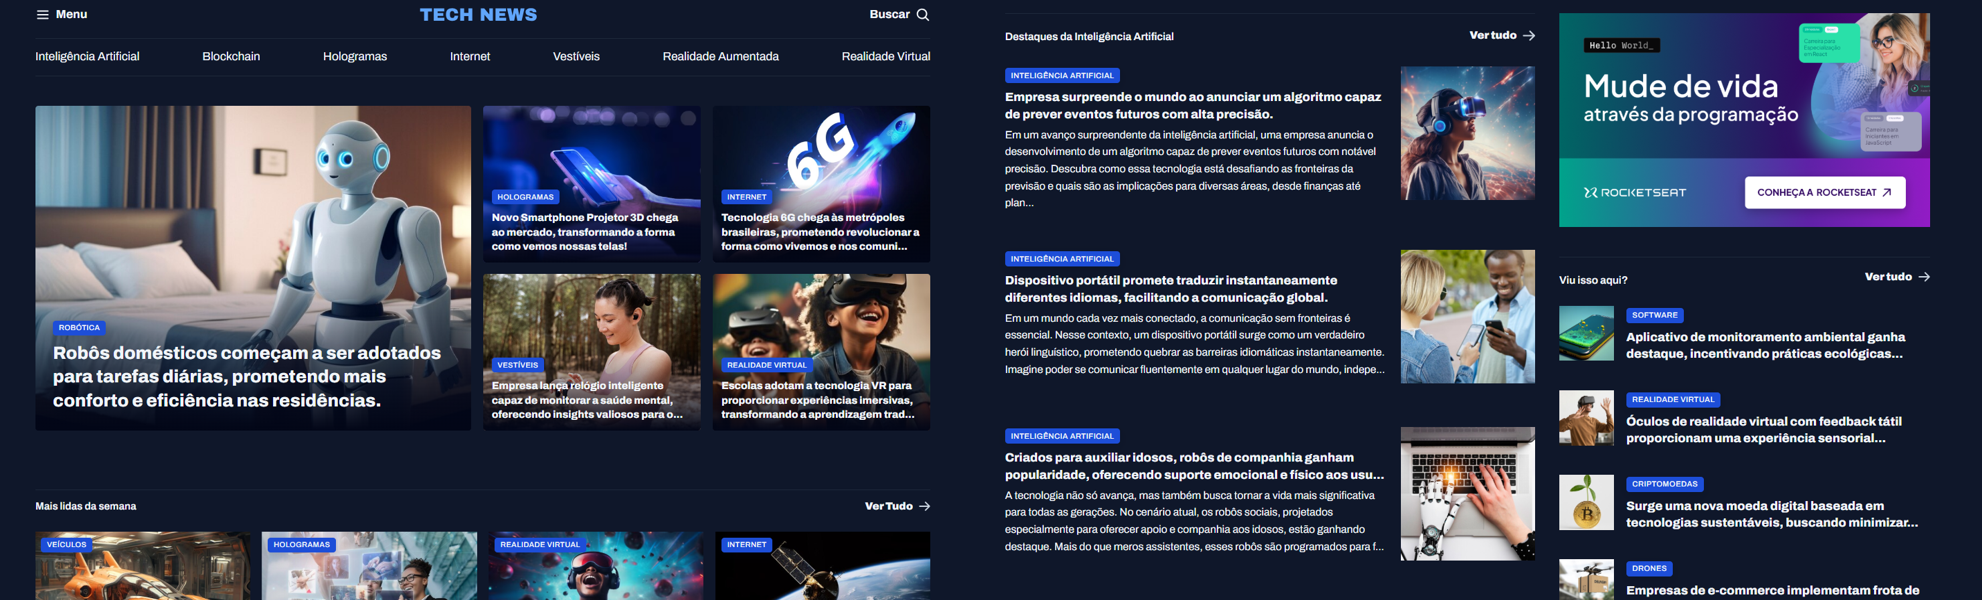 Menu
TECH NEWS
Buscar
Inteligência Artificial
Blockchain
Hologramas
Internet
Vestíveis
Realidade Aumentada
Realidade Virtual
ROBÓTICA
Robôs domésticos começam a ser adotados
para tarefas diárias, prometendo mais
conforto e eficiência nas residências.
HOLOGRAMAS
Novo Smartphone Projetor 3D chega
ao mercado, transformando a forma
como vemos nossas telas!
6G
INTERNET
Tecnologia 6G chega às metrópoles
brasileiras, prometendo revolucionar a
forma como vivemos e nos comuni...
VESTÍVEIS
Empresa lança relógio inteligente
capaz de monitorar a saúde mental,
oferecendo insights valiosos para o...
REALIDADE VIRTUAL
Escolas adotam a tecnologia VR para
proporcionar experiências imersivas,
transformando a aprendizagem trad...
Mais lidas da semana
Ver Tudo
VEÍCULOS
HOLOGRAMAS
REALIDADE VIRTUAL
INTERNET
Destaques da Inteligência Artificial
Ver tudo
INTELIGÊNCIA ARTIFICIAL
Empresa surpreende o mundo ao anunciar um algoritmo capaz
de prever eventos futuros com alta precisão.
Em um avanço surpreendente da inteligência artificial, uma empresa anuncia o
desenvolvimento de um algoritmo capaz de prever eventos futuros com notável
precisão. Descubra como essa tecnologia está desafiando as fronteiras da
previsão e quais são as implicações para diversas áreas, desde finanças até
plan...
INTELIGÊNCIA ARTIFICIAL
Dispositivo portátil promete traduzir instantaneamente
diferentes idiomas, facilitando a comunicação global.
Em um mundo cada vez mais conectado, a comunicação sem fronteiras é
essencial. Nesse contexto, um dispositivo portátil surge como um verdadeiro
herói linguístico, prometendo quebrar as barreiras idiomáticas instantaneamente.
Imagine poder se comunicar fluentemente em qualquer lugar do mundo, indepe...
INTELIGÊNCIA ARTIFICIAL
Criados para auxiliar idosos, robôs de companhia ganham
popularidade, oferecendo suporte emocional e físico aos usu...
A tecnologia não só avança, mas também busca tornar a vida mais significativa
para todas as gerações. No cenário atual, os robôs sociais, projetados
especialmente para oferecer apoio e companhia aos idosos, estão ganhando
destaque. Mais do que meros assistentes, esses robôs são programados para f...
Hello World_
Mude de vida
através da programação
Carreira para
Especialização
em React
Carreira para
Iniciantes em
JavaScript
ROCKETSEAT
CONHEÇA A ROCKETSEAT
Viu isso aqui?
Ver tudo
SOFTWARE
Aplicativo de monitoramento ambiental ganha
destaque, incentivando práticas ecológicas...
REALIDADE VIRTUAL
Óculos de realidade virtual com feedback tátil
proporcionam uma experiência sensorial...
CRIPTOMOEDAS
Surge uma nova moeda digital baseada em
tecnologias sustentáveis, buscando minimizar...
DRONES
Empresas de e-commerce implementam frota de